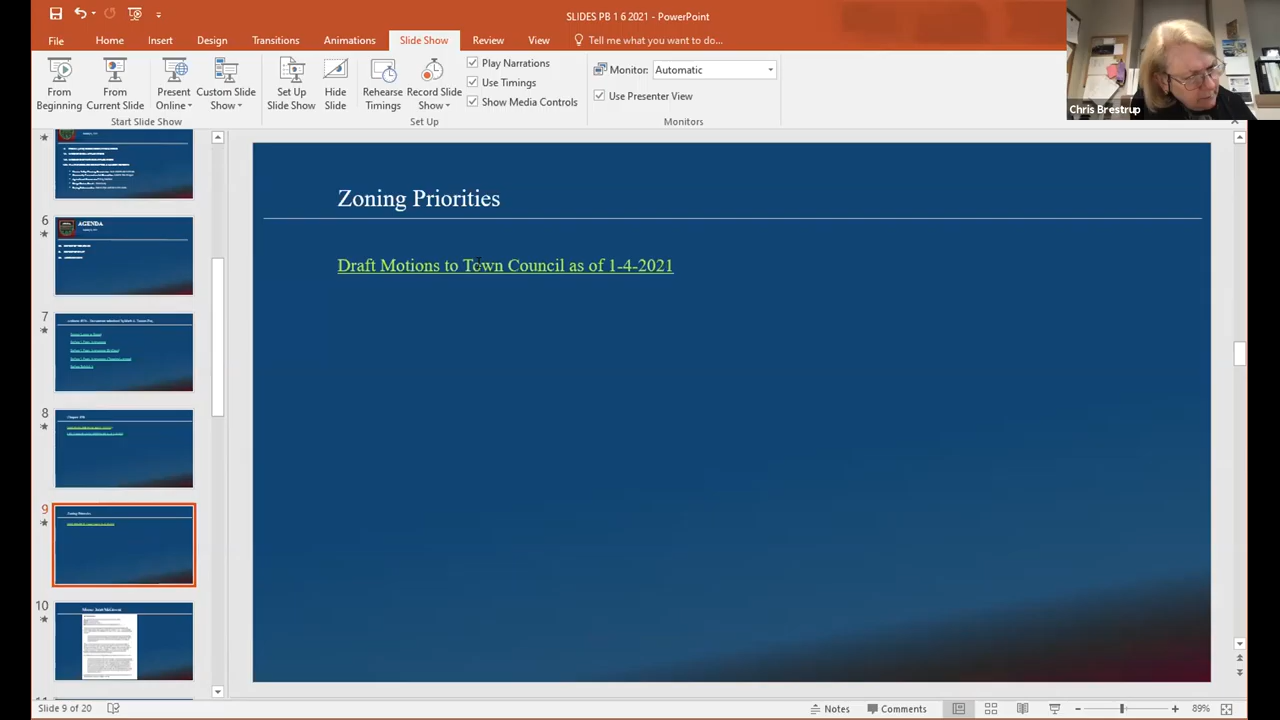 SLIDES PB 1 6 2021 - PowerPoint
File Home Insert Design Transitions Animations Slide Show Review View Tell me what you want to do...
From Beginning
From Current Slide
Present Online
Custom Slide Show
Start Slide Show
Set Up Slide Show
Hide Slide
Rehearse Timings
Record Slide Show
Play Narrations
Use Timings
Show Media Controls
Set Up
Monitor: Automatic
Use Presenter View
Monitors
Chris Brestrup
6
AGENDA
7
8
9
Zoning Priorities
10
Zoning Priorities
Draft Motions to Town Council as of 1-4-2021
Slide 9 of 20
Notes
Comments
89%